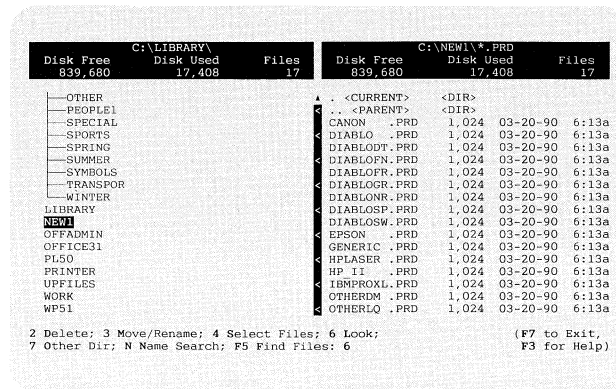 C:\LIBRARY\
Disk Free Disk Used Files
839,680 17,408 17
OTHER
PEOPLE1
SPECIAL
SPORTS
SPRING
SUMMER
SYMBOLS
TRANSPOR
WINTER
LIBRARY
NEW1
OFFADMIN
OFFICE31
PL50
PRINTER
UPFILES
WORK
WP51
C:\NEW1\*.PRD
Disk Free Disk Used Files
839,680 17,408 17
. <CURRENT> <DIR>
.. <PARENT> <DIR>
CANON .PRD 1,024 03-20-90 6:13a
DIABLO .PRD 1,024 03-20-90 6:13a
DIABLODT.PRD 1,024 03-20-90 6:13a
DIABLOFN.PRD 1,024 03-20-90 6:13a
DIABLOFR.PRD 1,024 03-20-90 6:13a
DIABLOGR.PRD 1,024 03-20-90 6:13a
DIABLONR.PRD 1,024 03-20-90 6:13a
DIABLOSP.PRD 1,024 03-20-90 6:13a
DIABLOSW.PRD 1,024 03-20-90 6:13a
EPSON .PRD 1,024 03-20-90 6:13a
GENERIC .PRD 1,024 03-20-90 6:13a
HPLASER .PRD 1,024 03-20-90 6:13a
HP_II .PRD 1,024 03-20-90 6:13a
IBMPROXL.PRD 1,024 03-20-90 6:13a
OTHERDM .PRD 1,024 03-20-90 6:13a
OTHERLQ .PRD 1,024 03-20-90 6:13a
2 Delete; 3 Move/Rename; 4 Select Files; 6 Look; (F7 to Exit,
7 Other Dir; N Name Search; F5 Find Files: 6 F3 for Help)